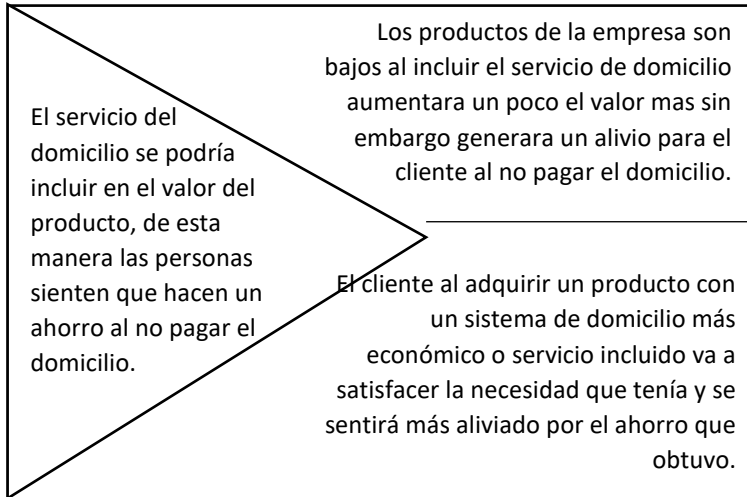 El servicio del
domicilio se podría
incluir en el valor del
producto, de esta
manera las personas
sienten que hacen un
ahorro al no pagar el
domicilio.
Los productos de la empresa son
bajos al incluir el servicio de domicilio
aumentara un poco el valor mas sin
embargo generara un alivio para el
cliente al no pagar el domicilio.
El cliente al adquirir un producto con
un sistema de domicilio más
económico o servicio incluido va a
satisfacer la necesidad que tenía y se
sentirá más aliviado por el ahorro que
obtuvo.